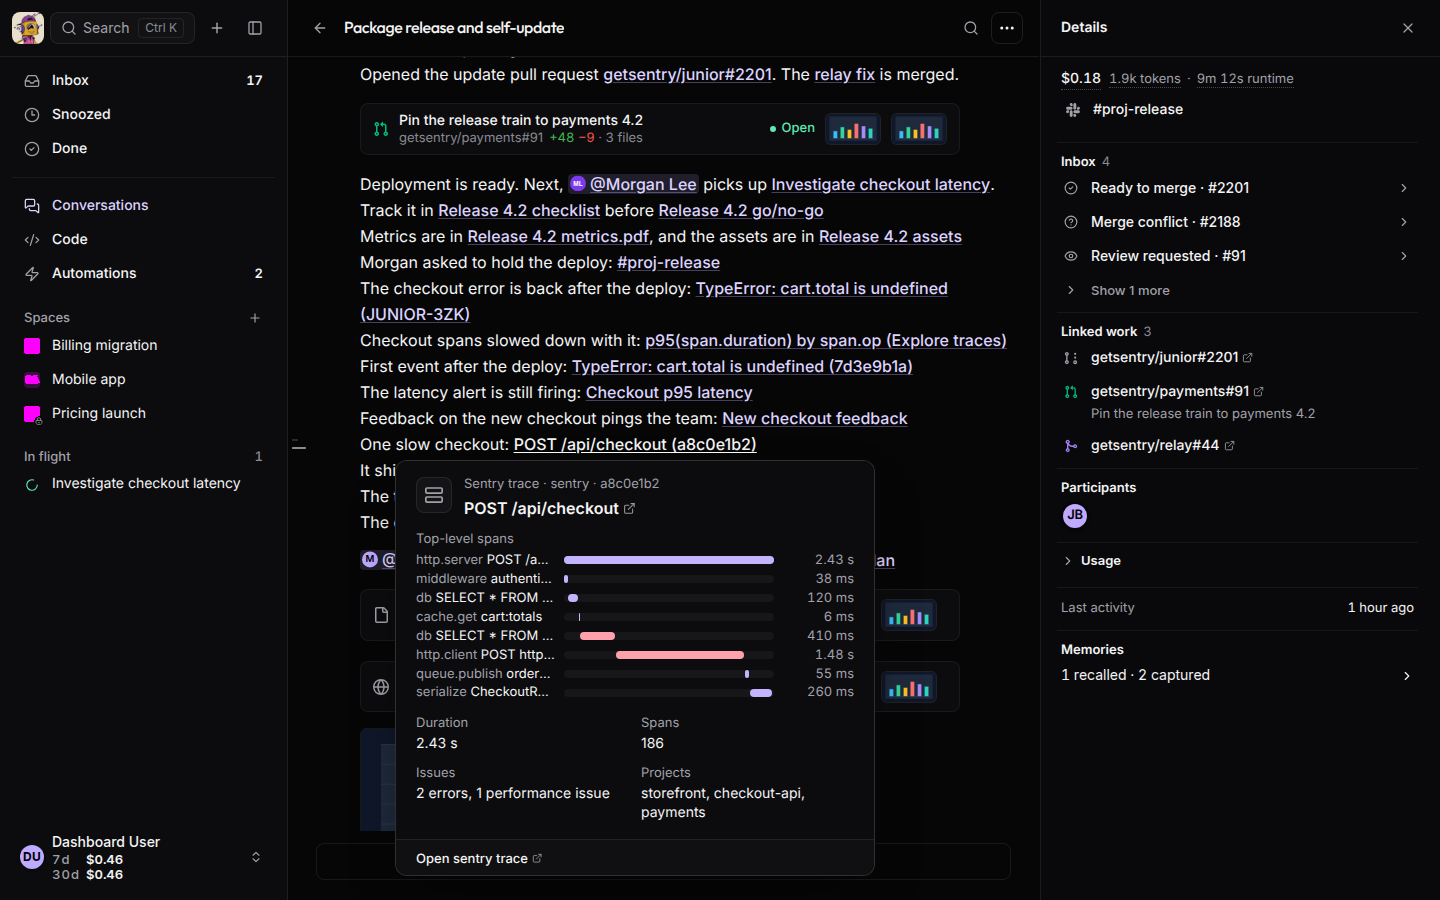 Search Ctrl K
Inbox 17
Snoozed
Done
Conversations
Code
Automations 2
Spaces
Billing migration
Mobile app
Pricing launch
In flight 1
Investigate checkout latency
DU Dashboard User
7d $0.46
30d $0.46
Package release and self-update
Opened the update pull request getsentry/junior#2201. The relay fix is merged.
Pin the release train to payments 4.2
getsentry/payments#91 +48 −9 · 3 files
Open
Deployment is ready. Next, ML @Morgan Lee picks up Investigate checkout latency.
Track it in Release 4.2 checklist before Release 4.2 go/no-go
Metrics are in Release 4.2 metrics.pdf, and the assets are in Release 4.2 assets
Morgan asked to hold the deploy: #proj-release
The checkout error is back after the deploy: TypeError: cart.total is undefined
(JUNIOR-3ZK)
Checkout spans slowed down with it: p95(span.duration) by span.op (Explore traces)
First event after the deploy: TypeError: cart.total is undefined (7d3e9b1a)
The latency alert is still firing: Checkout p95 latency
Feedback on the new checkout pings the team: New checkout feedback
One slow checkout: POST /api/checkout (a8c0e1b2)
It shi
The
The
M @
lan
Sentry trace · sentry · a8c0e1b2
POST /api/checkout
Top-level spans
http.server POST /a... 2.43 s
middleware authenti... 38 ms
db SELECT * FROM ... 120 ms
cache.get cart:totals 6 ms
db SELECT * FROM ... 410 ms
http.client POST http... 1.48 s
queue.publish order... 55 ms
serialize CheckoutR... 260 ms
Duration
2.43 s
Spans
186
Issues
2 errors, 1 performance issue
Projects
storefront, checkout-api,
payments
Open sentry trace
Details
$0.18 1.9k tokens · 9m 12s runtime
#proj-release
Inbox 4
Ready to merge · #2201
Merge conflict · #2188
Review requested · #91
Show 1 more
Linked work 3
getsentry/junior#2201
getsentry/payments#91
Pin the release train to payments 4.2
getsentry/relay#44
Participants
JB
Usage
Last activity 1 hour ago
Memories
1 recalled · 2 captured